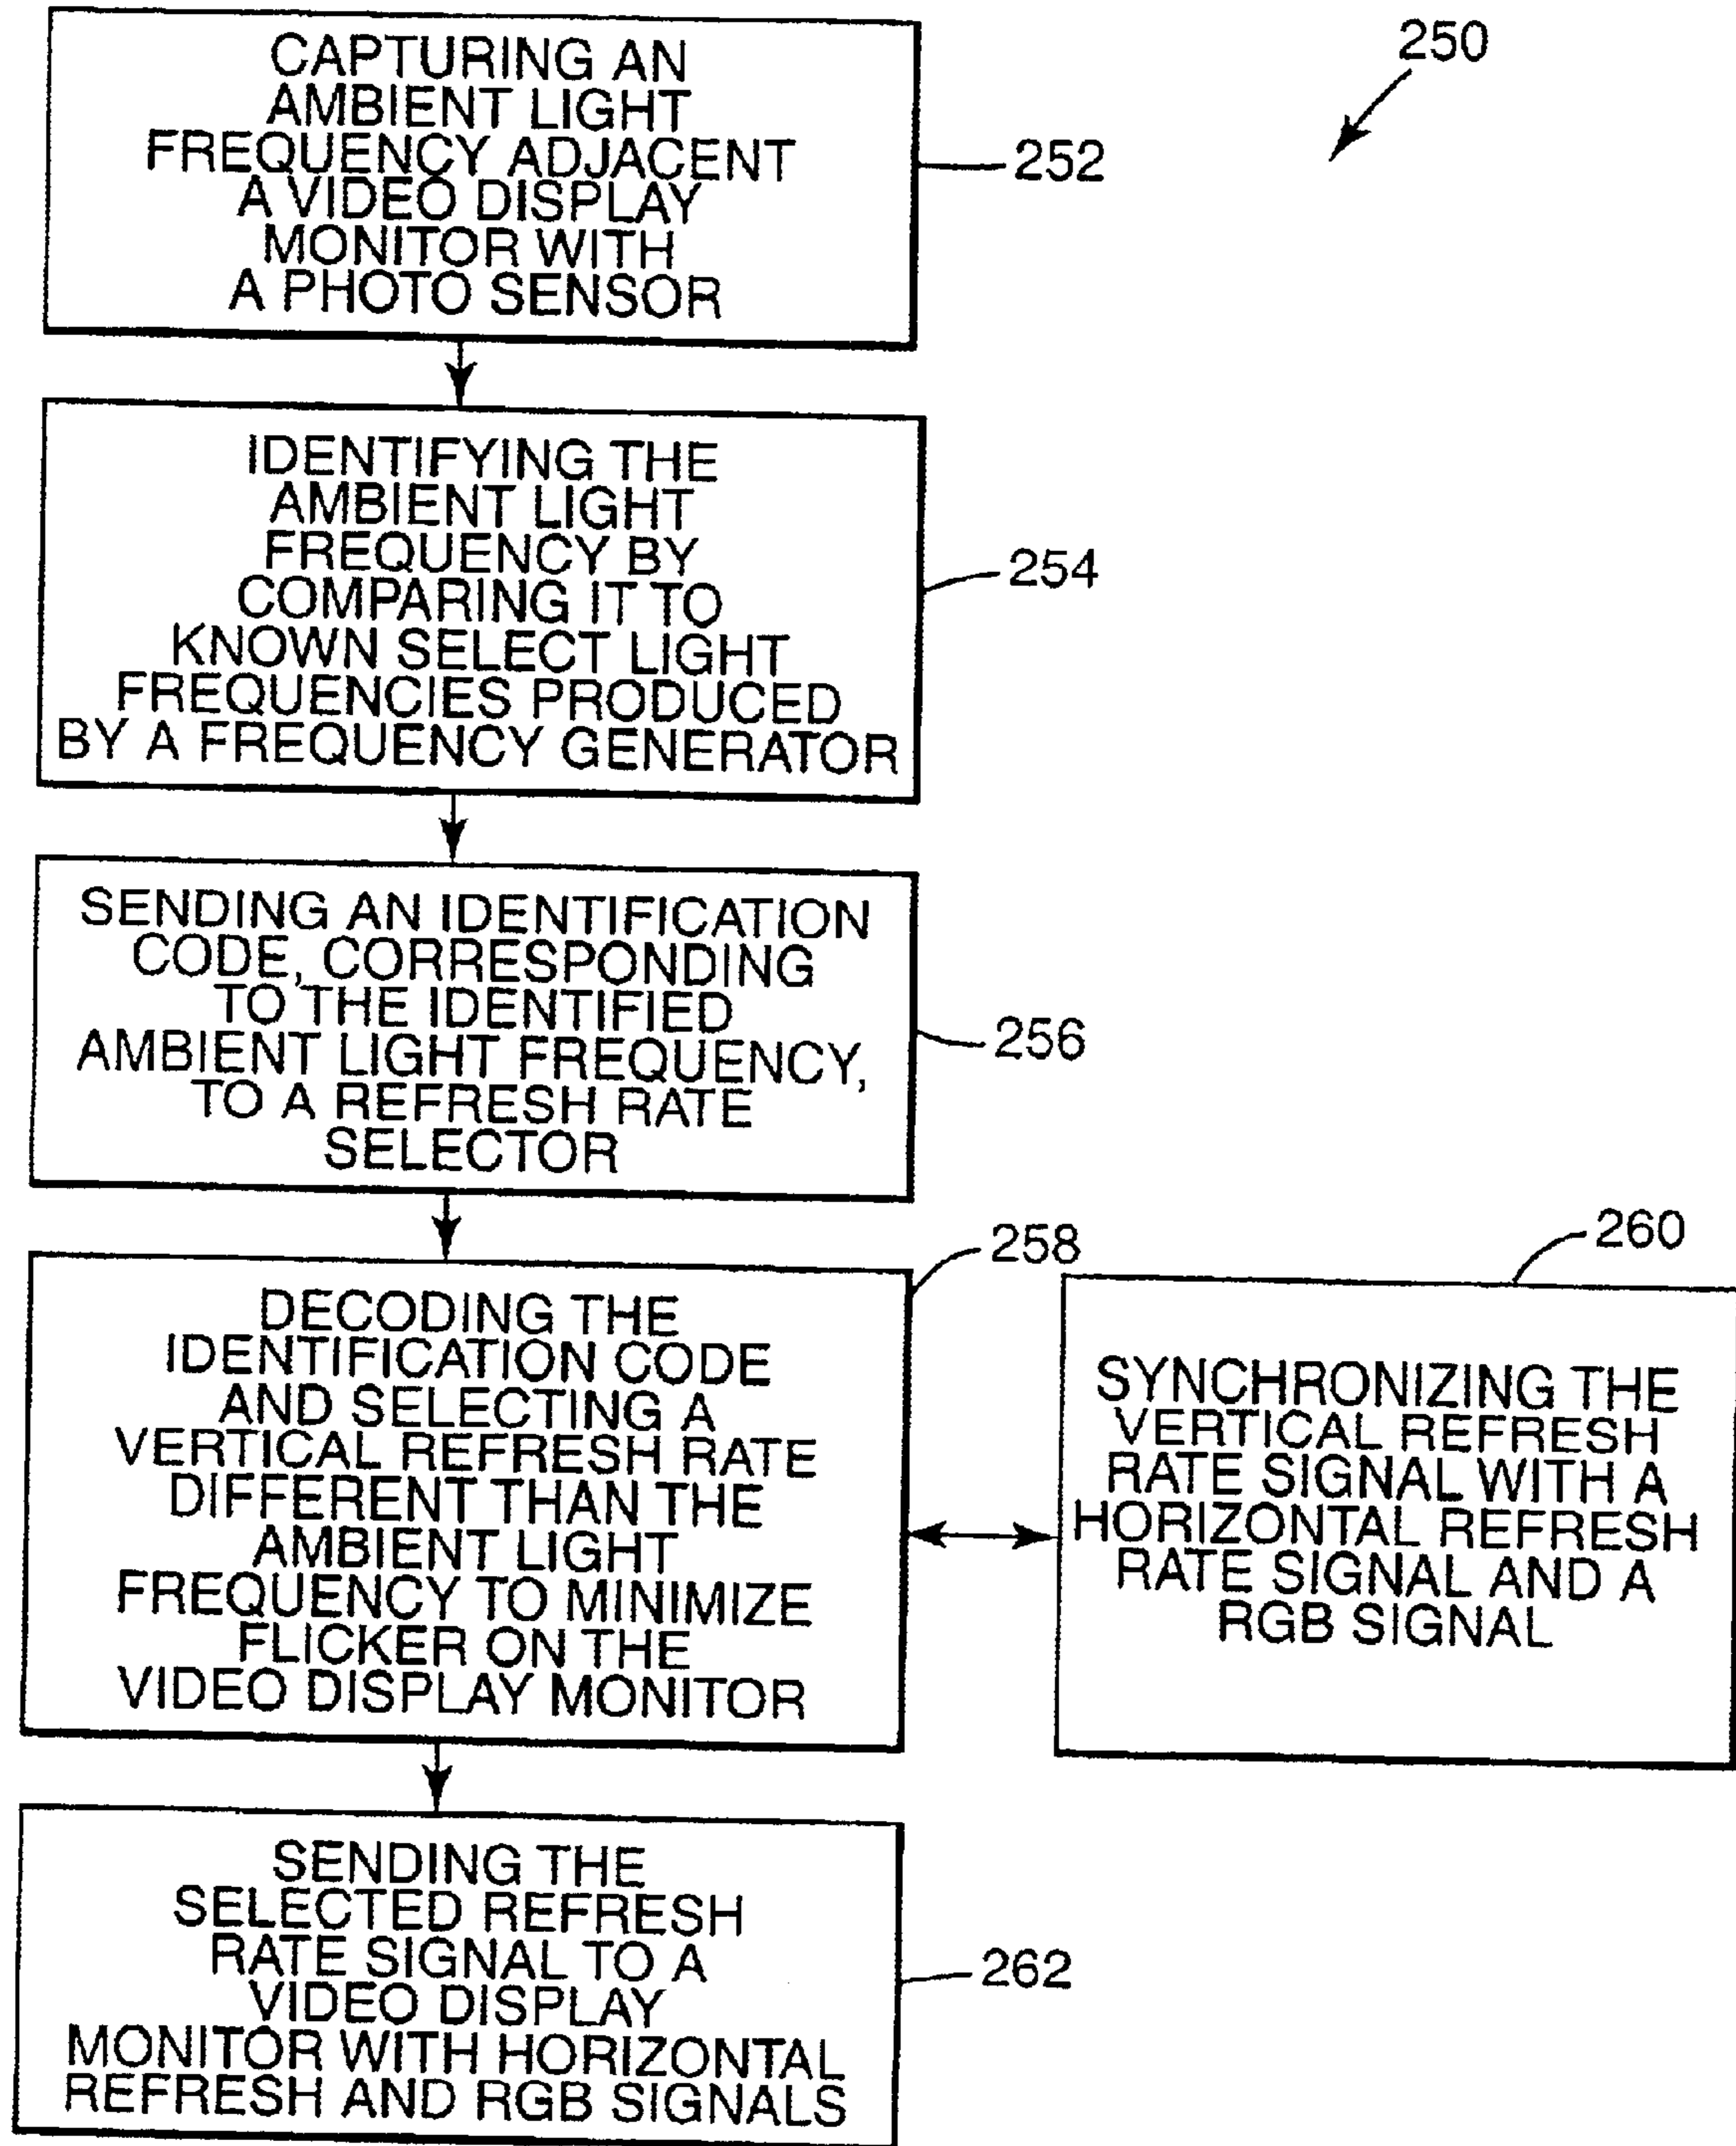 250
CAPTURING AN
AMBIENT LIGHT
FREQUENCY ADJACENT
A VIDEO DISPLAY
MONITOR WITH
A PHOTO SENSOR
252
IDENTIFYING THE
AMBIENT LIGHT
FREQUENCY BY
COMPARING IT TO
KNOWN SELECT LIGHT
FREQUENCIES PRODUCED
BY A FREQUENCY GENERATOR
254
SENDING AN IDENTIFICATION
CODE, CORRESPONDING
TO THE IDENTIFIED
AMBIENT LIGHT FREQUENCY,
TO A REFRESH RATE
SELECTOR
256
258
DECODING THE
IDENTIFICATION CODE
AND SELECTING A
VERTICAL REFRESH RATE
DIFFERENT THAN THE
AMBIENT LIGHT
FREQUENCY TO MINIMIZE
FLICKER ON THE
VIDEO DISPLAY MONITOR
260
SYNCHRONIZING THE
VERTICAL REFRESH
RATE SIGNAL WITH A
HORIZONTAL REFRESH
RATE SIGNAL AND A
RGB SIGNAL
SENDING THE
SELECTED REFRESH
RATE SIGNAL TO A
VIDEO DISPLAY
MONITOR WITH HORIZONTAL
REFRESH AND RGB SIGNALS
262